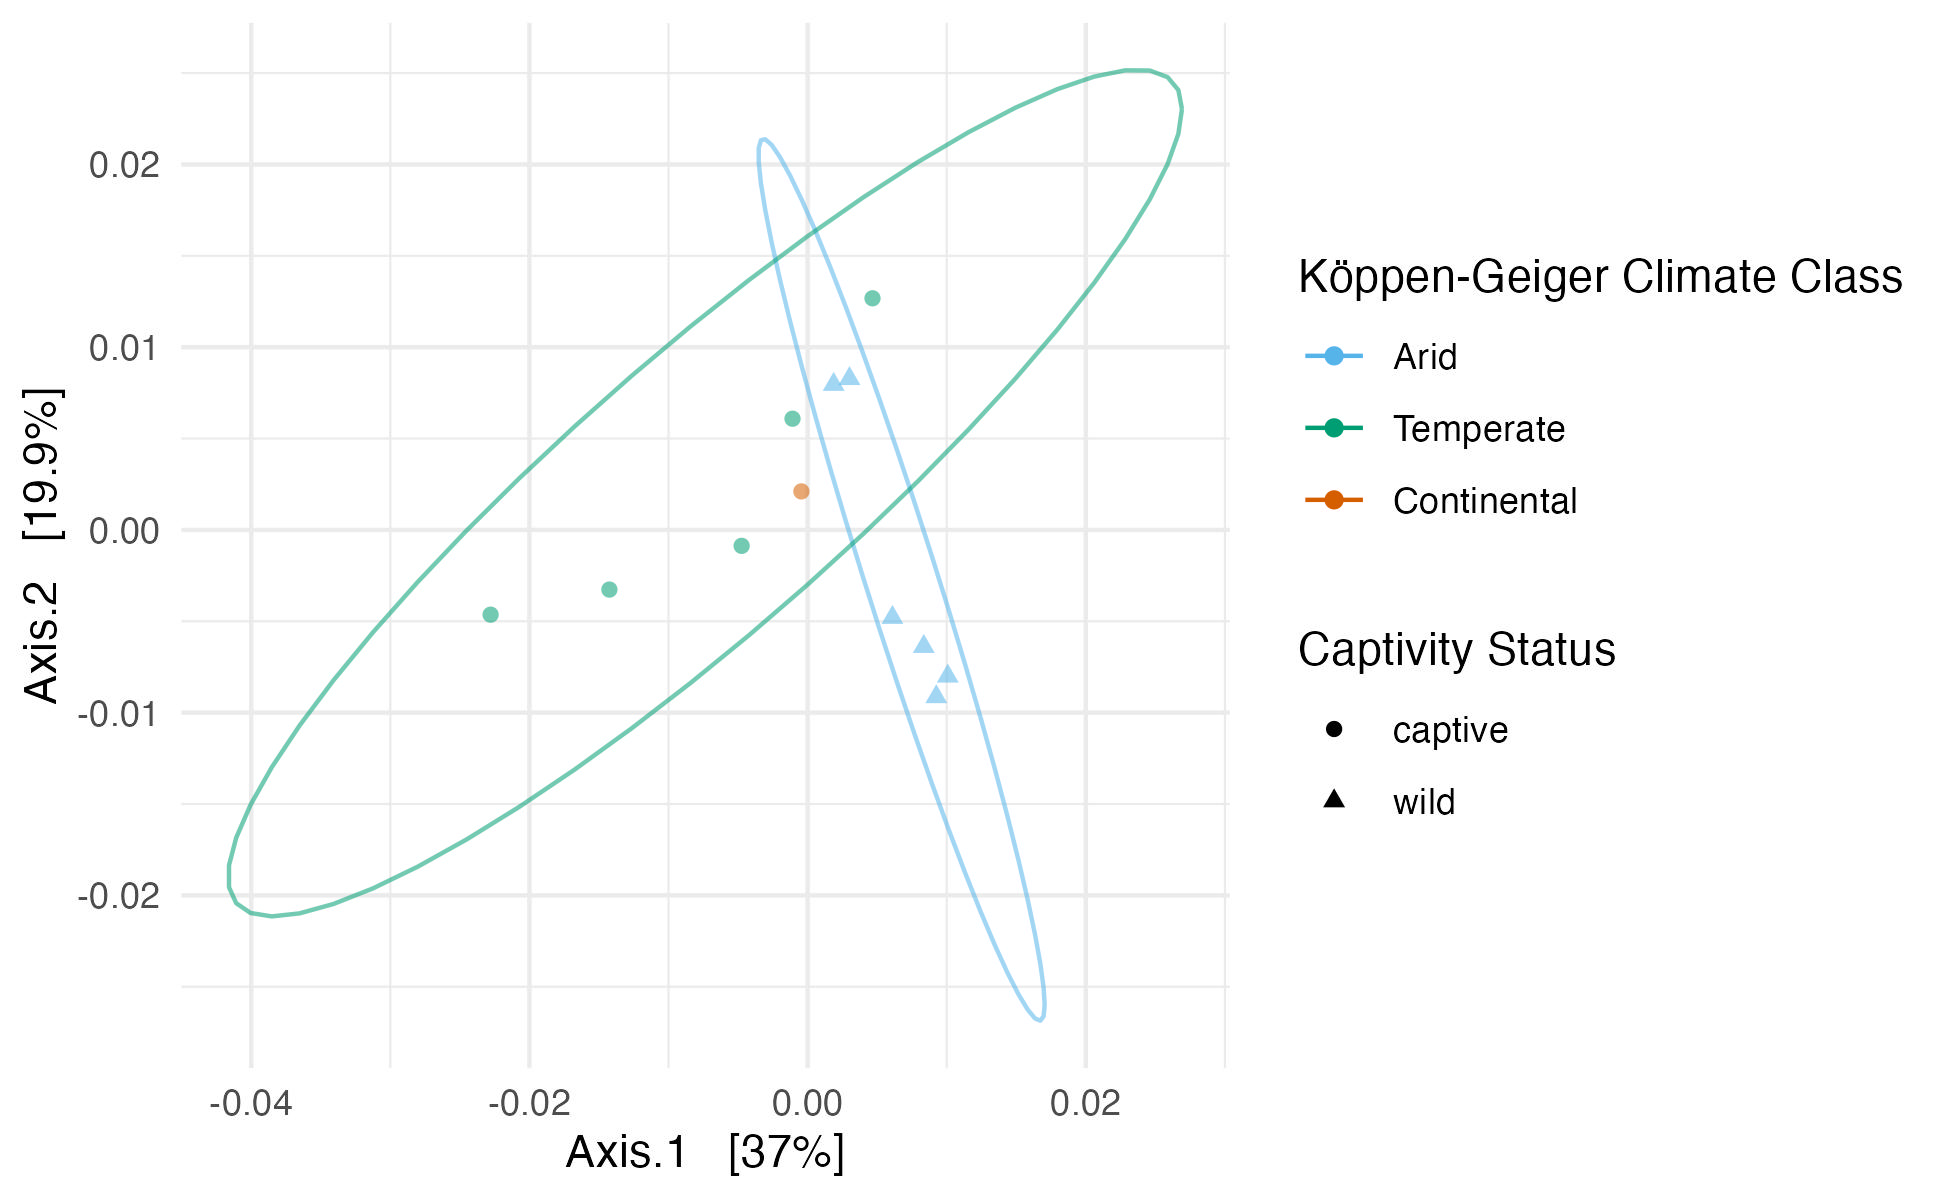 0.02
0.01
0.00
-0.01
-0.02
Axis.2 [19.9%]
-0.04 -0.02 0.00 0.02
Axis.1 [37%]
Köppen-Geiger Climate Class
Arid
Temperate
Continental
Captivity Status
captive
wild